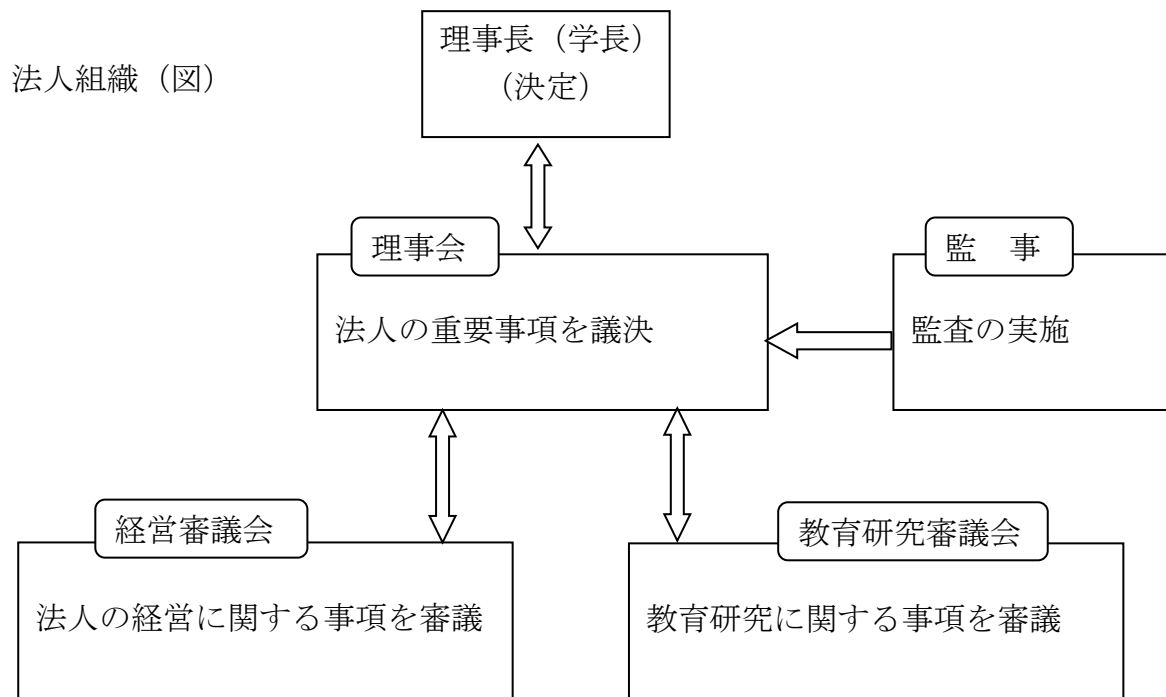 理事長（学長）
（決定）
法人組織（図）
理事会
監　事
法人の重要事項を議決
監査の実施
経営審議会
教育研究審議会
法人の経営に関する事項を審議
教育研究に関する事項を審議